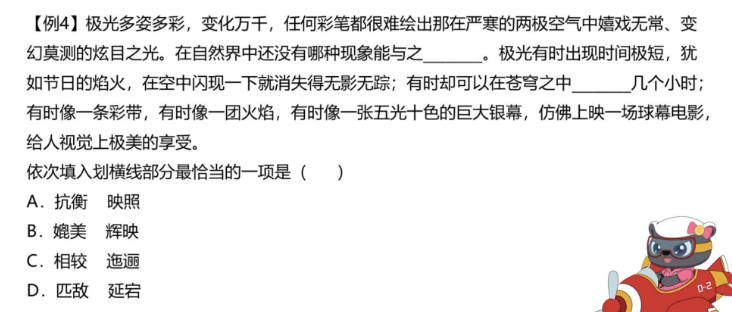 【例4】极光多姿多彩，变化万千，任何彩笔都很难绘出那在严寒的两极空气中嬉戏无常、变
幻莫测的炫目之光。在自然界中还没有哪种现象能与之______。极光有时出现时间极短，犹
如节日的焰火，在空中闪现一下就消失得无影无踪；有时却可以在苍穹之中______几个小时；
有时像一条彩带，有时像一团火焰，有时像一张五光十色的巨大银幕，仿佛上映一场球幕电影，
给人视觉上极美的享受。
依次填入划横线部分最恰当的一项是（　　）
A．抗衡　映照
B．媲美　辉映
C．相较　迤逦
D．匹敌　延宕
D-2